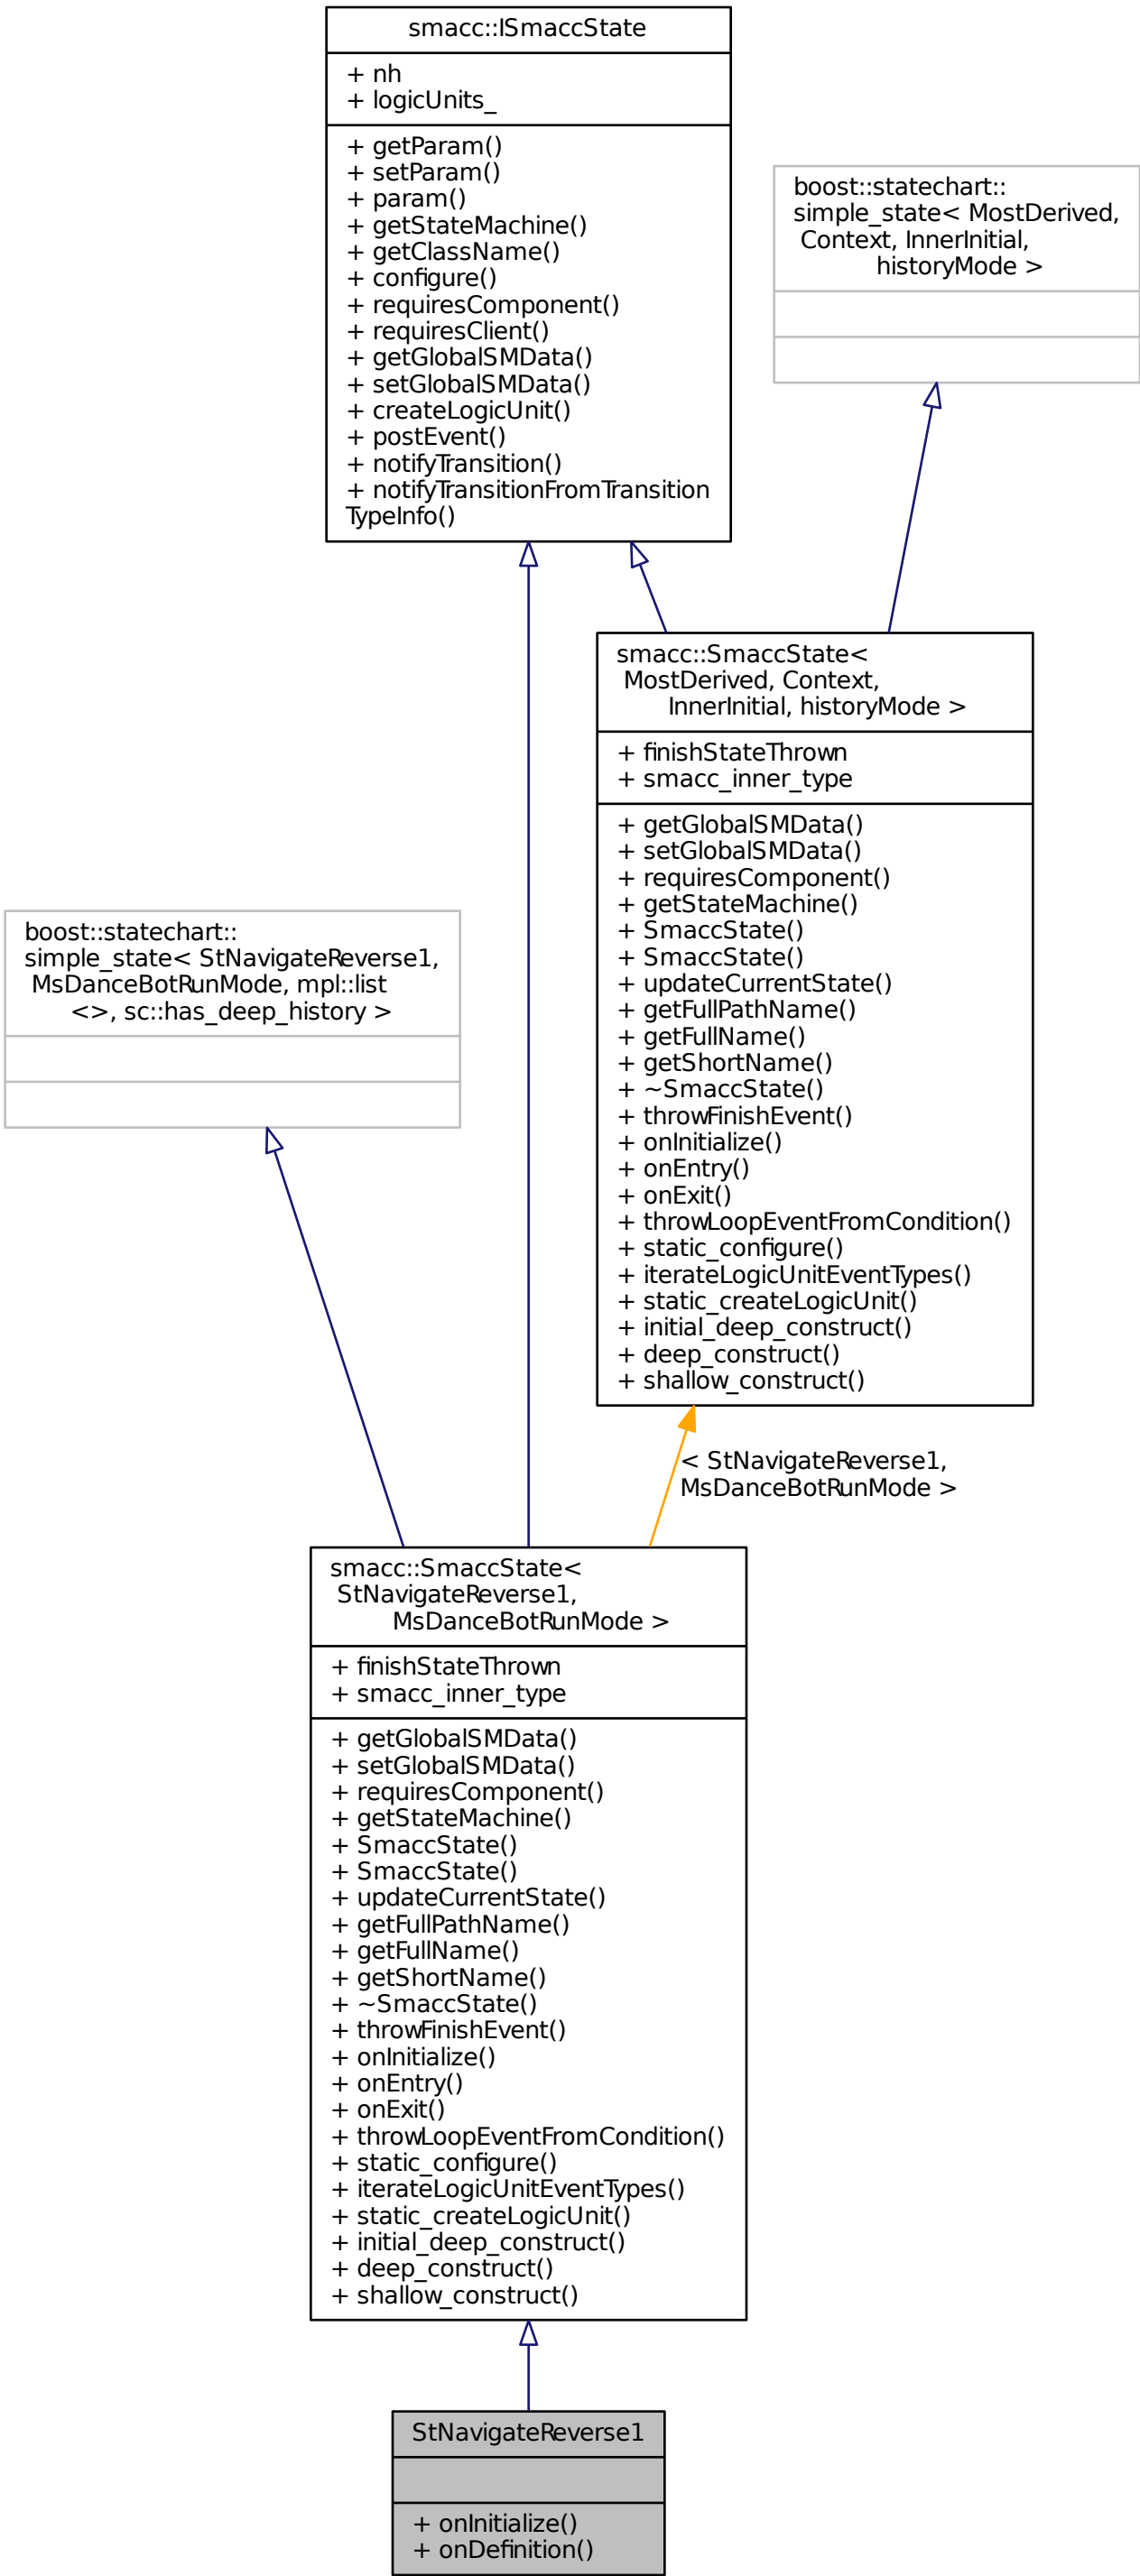 smacc::ISmaccState
+ nh
+ logicUnits_
+ getParam()
+ setParam()
+ param()
+ getStateMachine()
+ getClassName()
+ configure()
+ requiresComponent()
+ requiresClient()
+ getGlobalSMData()
+ setGlobalSMData()
+ createLogicUnit()
+ postEvent()
+ notifyTransition()
+ notifyTransitionFromTransition
TypeInfo()
boost::statechart::
simple_state< MostDerived,
Context, InnerInitial,
historyMode >
smacc::SmaccState<
MostDerived, Context,
InnerInitial, historyMode >
+ finishStateThrown
+ smacc_inner_type
+ getGlobalSMData()
+ setGlobalSMData()
+ requiresComponent()
+ getStateMachine()
+ SmaccState()
+ SmaccState()
+ updateCurrentState()
+ getFullPathName()
+ getFullName()
+ getShortName()
+ ~SmaccState()
+ throwFinishEvent()
+ onInitialize()
+ onEntry()
+ onExit()
+ throwLoopEventFromCondition()
+ static_configure()
+ iterateLogicUnitEventTypes()
+ static_createLogicUnit()
+ initial_deep_construct()
+ deep_construct()
+ shallow_construct()
boost::statechart::
simple_state< StNavigateReverse1,
MsDanceBotRunMode, mpl::list
<>, sc::has_deep_history >
< StNavigateReverse1,
MsDanceBotRunMode >
smacc::SmaccState<
StNavigateReverse1,
MsDanceBotRunMode >
+ finishStateThrown
+ smacc_inner_type
+ getGlobalSMData()
+ setGlobalSMData()
+ requiresComponent()
+ getStateMachine()
+ SmaccState()
+ SmaccState()
+ updateCurrentState()
+ getFullPathName()
+ getFullName()
+ getShortName()
+ ~SmaccState()
+ throwFinishEvent()
+ onInitialize()
+ onEntry()
+ onExit()
+ throwLoopEventFromCondition()
+ static_configure()
+ iterateLogicUnitEventTypes()
+ static_createLogicUnit()
+ initial_deep_construct()
+ deep_construct()
+ shallow_construct()
StNavigateReverse1
+ onInitialize()
+ onDefinition()